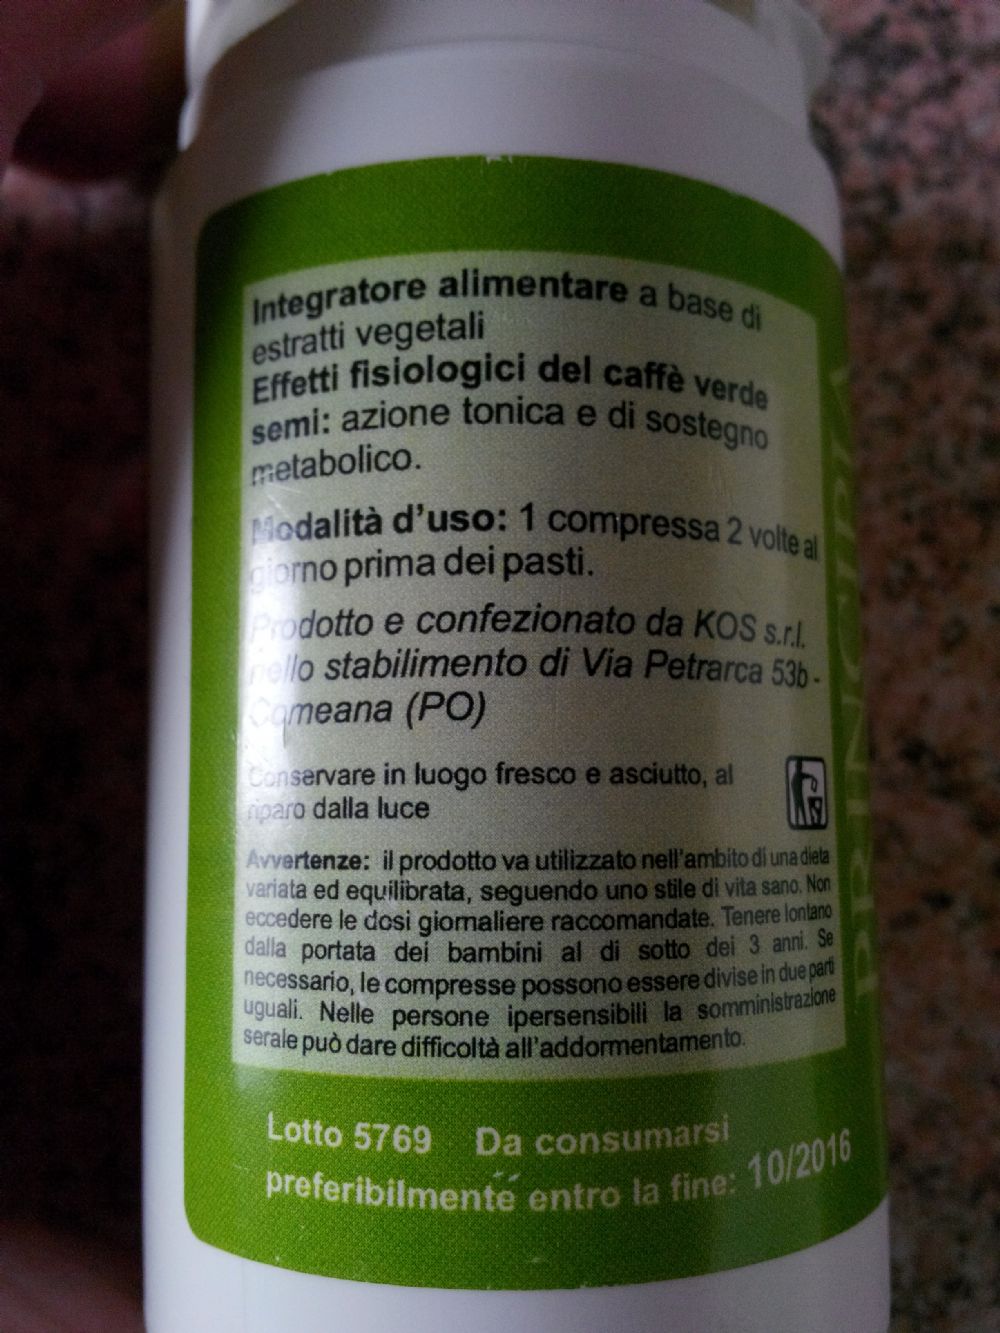 Integratore alimentare a base di
estratti vegetali
Effetti fisiologici del caffè verde
semi: azione tonica e di sostegno
metabolico.
Modalità d'uso: 1 compressa 2 volte al
giorno prima dei pasti.
Prodotto e confezionato da KOS s.r.l.
nello stabilimento di Via Petrarca 53b -
Comeana (PO)
Conservare in luogo fresco e asciutto, al
riparo dalla luce
Avvertenze: il prodotto va utilizzato nell'ambito di una dieta
variata ed equilibrata, seguendo uno stile di vita sano. Non
eccedere le dosi giornaliere raccomandate. Tenere lontano
dalla portata dei bambini al di sotto dei 3 anni. Se
necessario, le compresse possono essere divise in due parti
uguali. Nelle persone ipersensibili la somministrazione
serale può dare difficoltà all'addormentamento.
Lotto 5769 Da consumarsi
preferibilmente entro la fine: 10/2016